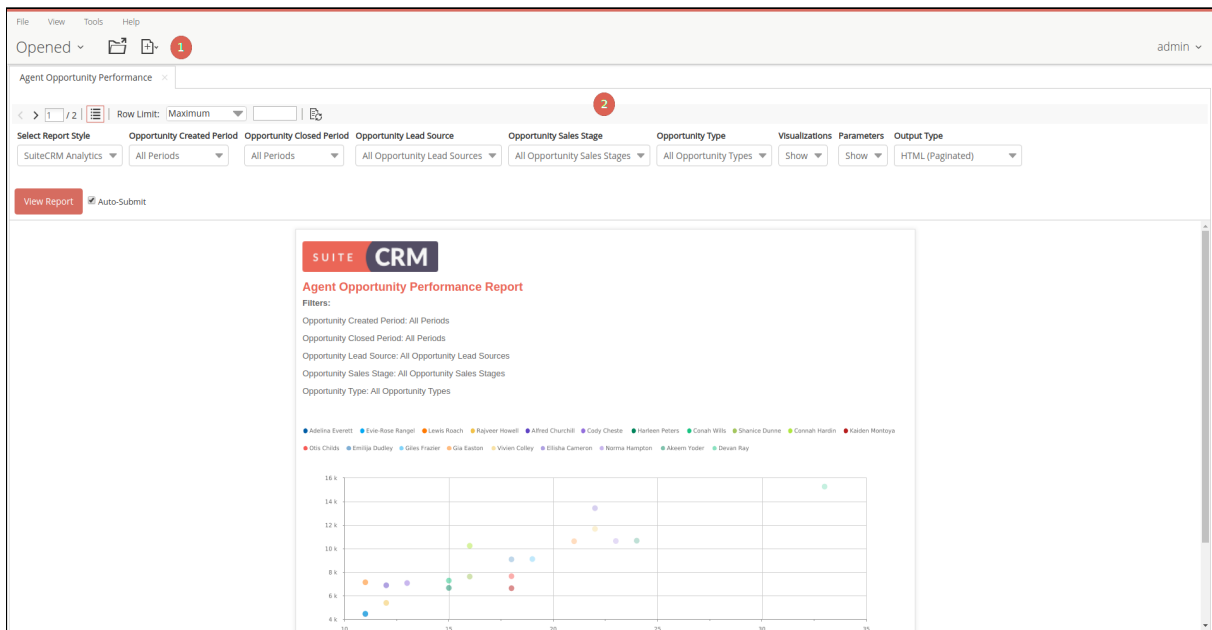 File View Tools Help
Opened
1
admin
Agent Opportunity Performance ×
1 / 2 Row Limit: Maximum
2
Select Report Style Opportunity Created Period Opportunity Closed Period Opportunity Lead Source Opportunity Sales Stage Opportunity Type Visualizations Parameters Output Type
SuiteCRM Analytics All Periods All Periods All Opportunity Lead Sources All Opportunity Sales Stages All Opportunity Types Show Show HTML (Paginated)
View Report Auto-Submit
SUITE CRM
Agent Opportunity Performance Report
Filters:
Opportunity Created Period: All Periods
Opportunity Closed Period: All Periods
Opportunity Lead Source: All Opportunity Lead Sources
Opportunity Sales Stage: All Opportunity Sales Stages
Opportunity Type: All Opportunity Types
Adelina Everett Evie-Rose Rangel Lewis Roach Rajveer Howell Alfred Churchill Cody Cheste Harleen Peters Conah Wills Shanice Dunne Connah Hardin Kaiden Montoya
Otis Childs Emilija Dudley Giles Frazier Gia Easton Vivien Colley Ellisha Cameron Norma Hampton Akeem Yoder Devan Ray
16 k
14 k
12 k
10 k
8 k
6 k
4 k
10 15 20 25 30 35